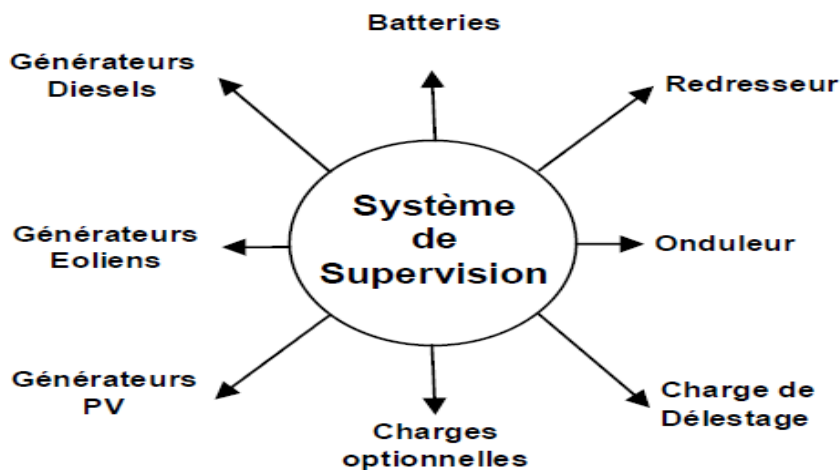 Batteries
Générateurs
Diesels
Redresseur
Système
de
Supervision
Générateurs
Eoliens
Onduleur
Générateurs
PV
Charges
optionnelles
Charge de
Délestage